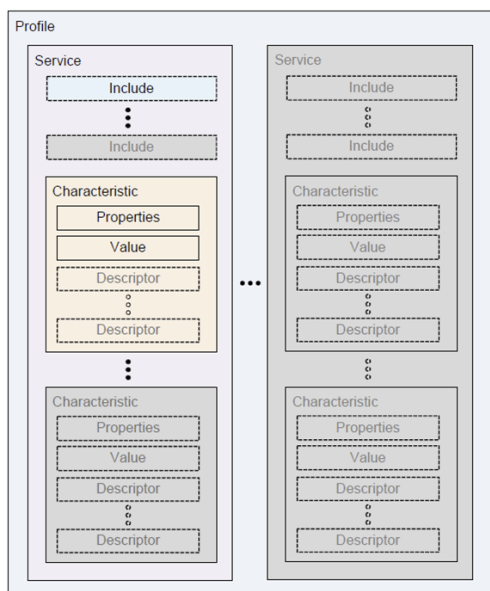 Profile
Service
Include
Include
Characteristic
Properties
Value
Descriptor
Descriptor
Characteristic
Properties
Value
Descriptor
Descriptor
Service
Include
Include
Characteristic
Properties
Value
Descriptor
Descriptor
Characteristic
Properties
Value
Descriptor
Descriptor